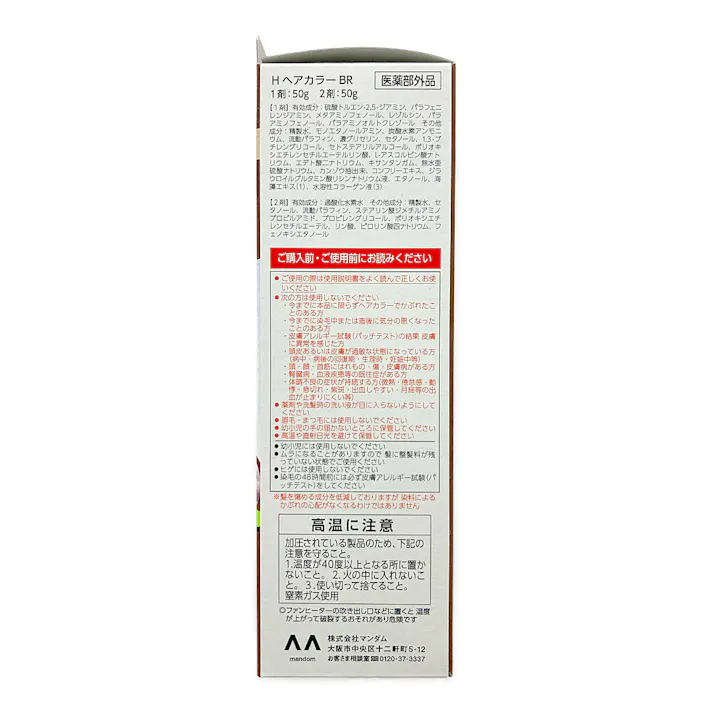 H ヘアカラー BR
医薬部外品
1剤:50g 2剤:50g
【1剤】有効成分:硫酸トルエン-2,5-ジアミン、パラフェニ
レンジアミン、メタアミノフェノール、レゾルシン、パラ
アミノフェノール、パラアミノオルトクレゾール その他
成分:精製水、モノエタノールアミン、炭酸水素アンモニ
ウム、流動パラフィン、濃グリセリン、セタノール、1,3-ブ
チレングリコール、セトステアリルアルコール、ポリオキ
シエチレンセチルエーテルリン酸、L-アスコルビン酸ナト
リウム、エデト酸二ナトリウム、キサンタンガム、無水亜
硫酸ナトリウム、カンゾウ抽出末、コンフリーエキス、ジラ
ウロイルグルタミン酸リシンナトリウム液、エタノール、海
藻エキス(1)、水溶性コラーゲン液(3)
【2剤】有効成分:過酸化水素水 その他成分:精製水、セ
タノール、流動パラフィン、ステアリン酸ジメチルアミノ
プロピルアミド、プロピレングリコール、ポリオキシエチ
レンセチルエーテル、リン酸、ピロリン酸四ナトリウム、フ
ェノキシエタノール
ご購入前・ご使用前にお読みください
●ご使用の際は使用説明書をよく読んで正しくお使
いください
●次の方は使用しないでください
・今までに本品に限らずヘアカラーでかぶれたこ
とのある方
・今までに染毛中または直後に気分の悪くなった
ことのある方
・皮膚アレルギー試験(パッチテスト)の結果 皮膚
に異常を感じた方
・頭皮あるいは皮膚が過敏な状態になっている方
(病中・病後の回復期・生理時・妊娠中等)
・頭・顔・首筋にはれもの・傷・皮膚病がある方
・腎臓病・血液疾患等の既往症がある方
・体調不良の症状が持続する方(微熱・倦怠感・動
悸・息切れ・紫斑・出血しやすい・月経等の出
血が止まりにくい等)
●薬剤や洗髪時の洗い液が目に入らないようにして
ください
●眉毛・まつ毛には使用しないでください
●幼小児の手の届かないところに保管してください
●高温や直射日光を避けて保管してください
●幼小児には使用しないでください
●ムラになることがありますので 髪に整髪料が残
っていない状態でご使用ください
●ヒゲには使用しないでください
●染毛の48時間前には必ず皮膚アレルギー試験(パ
ッチテスト)をしてください
※髪を傷める成分を低減しておりますが 染料による
かぶれの心配がなくなるわけではありません
高温に注意
加圧されている製品のため、下記の
注意を守ること。
1.温度が40度以上となる所に置か
ないこと。2.火の中に入れないこ
と。3.使い切って捨てること。
窒素ガス使用
◎ファンヒーターの吹き出し口などに置くと 温度
が上がって破裂するおそれがあり危険です
mandom
株式会社マンダム
大阪市中央区十二軒町5-12
お客さま相談室 0120-37-3337